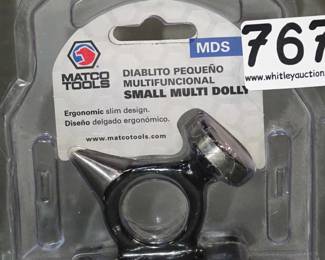 MATCO
TOOLS
MDS
DIABLITO PEQUEÑO
MULTIFUNCIONAL
SMALL MULTI DOLLY
Ergonomic slim design.
Diseño delgado ergonómico.
www.matcotools.com
767
www.whitleyauction